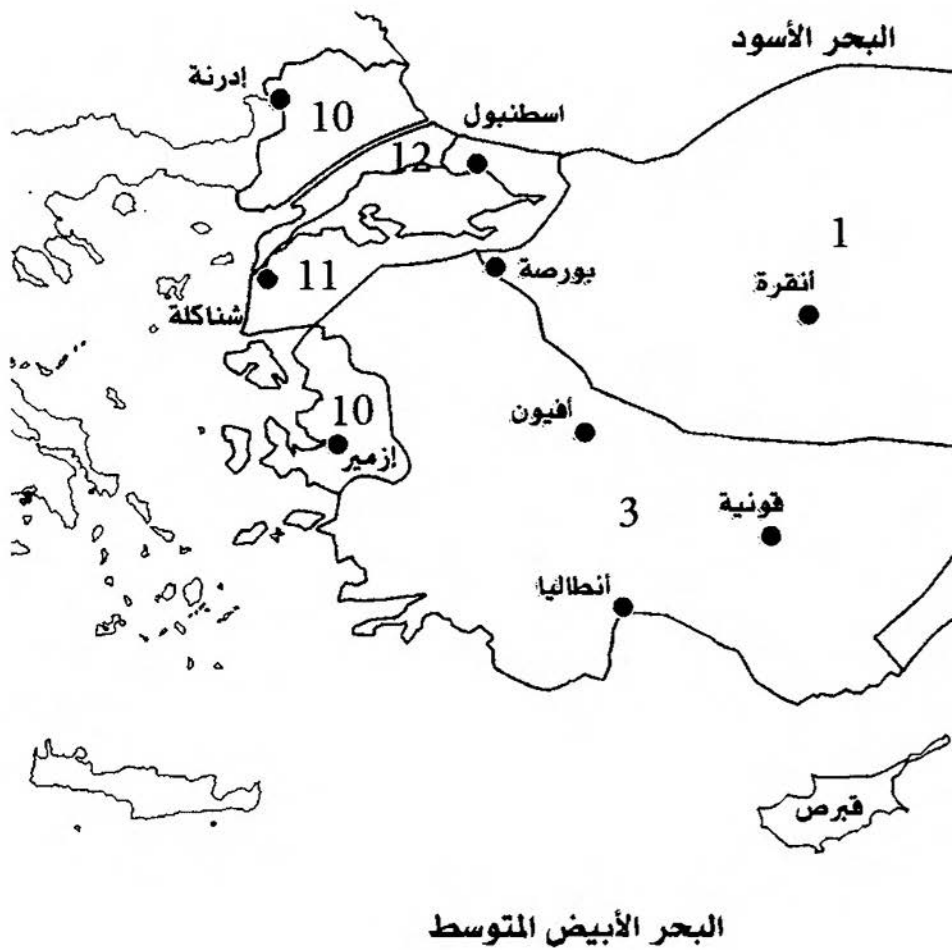 البحر الأسود
إدرنة
10
اسطنبول
12
1
أنقرة
بورصة
11
شناكلة
10
إزمير
أفيون
3
قونية
أنطاليا
قبرص
البحر الأبيض المتوسط